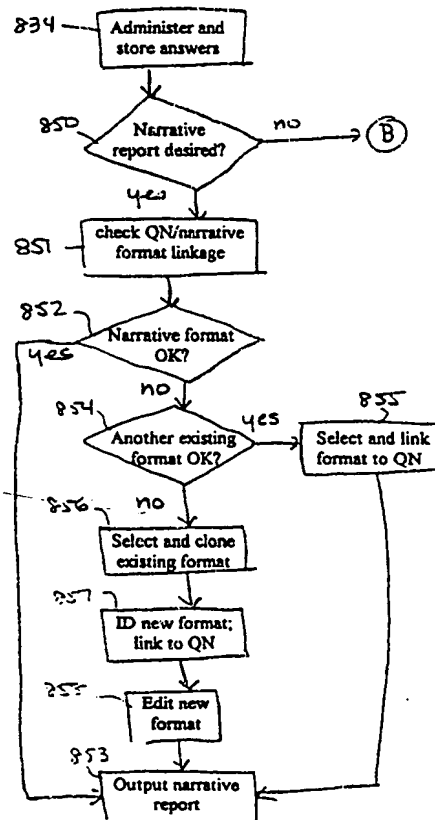 834
Administer and
store answers
850
Narrative
report desired?
no
B
yes
851
check QN/narrative
format linkage
852
Narrative format
OK?
yes
no
854
Another existing
format OK?
yes
855
Select and link
format to QN
no
856
Select and clone
existing format
857
ID new format;
link to QN
Edit new
format
853
Output narrative
report